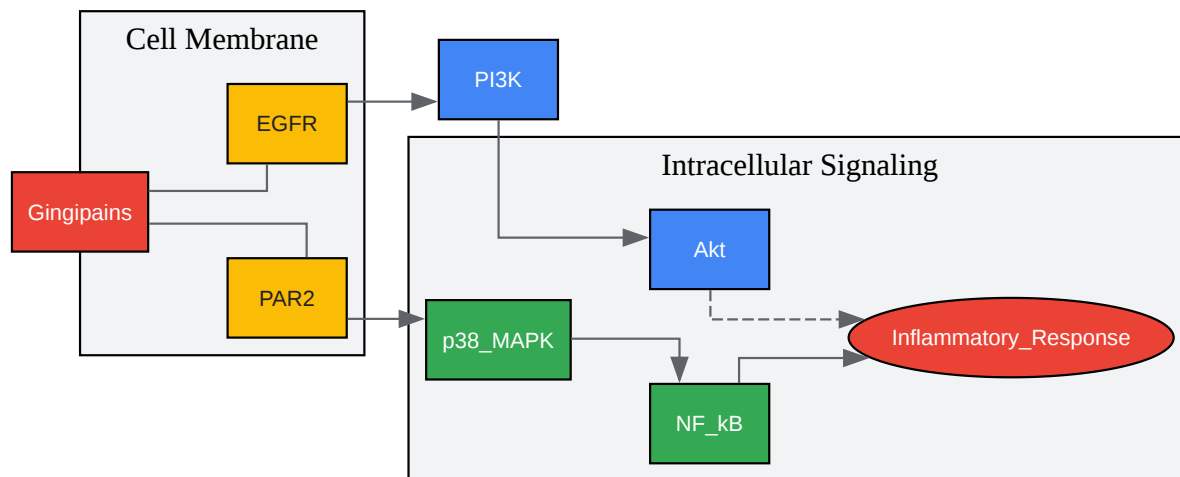 Cell Membrane
PI3K
EGFR
Intracellular Signaling
Gingipains
Akt
PAR2
p38_MAPK
Inflammatory_Response
NF_kB